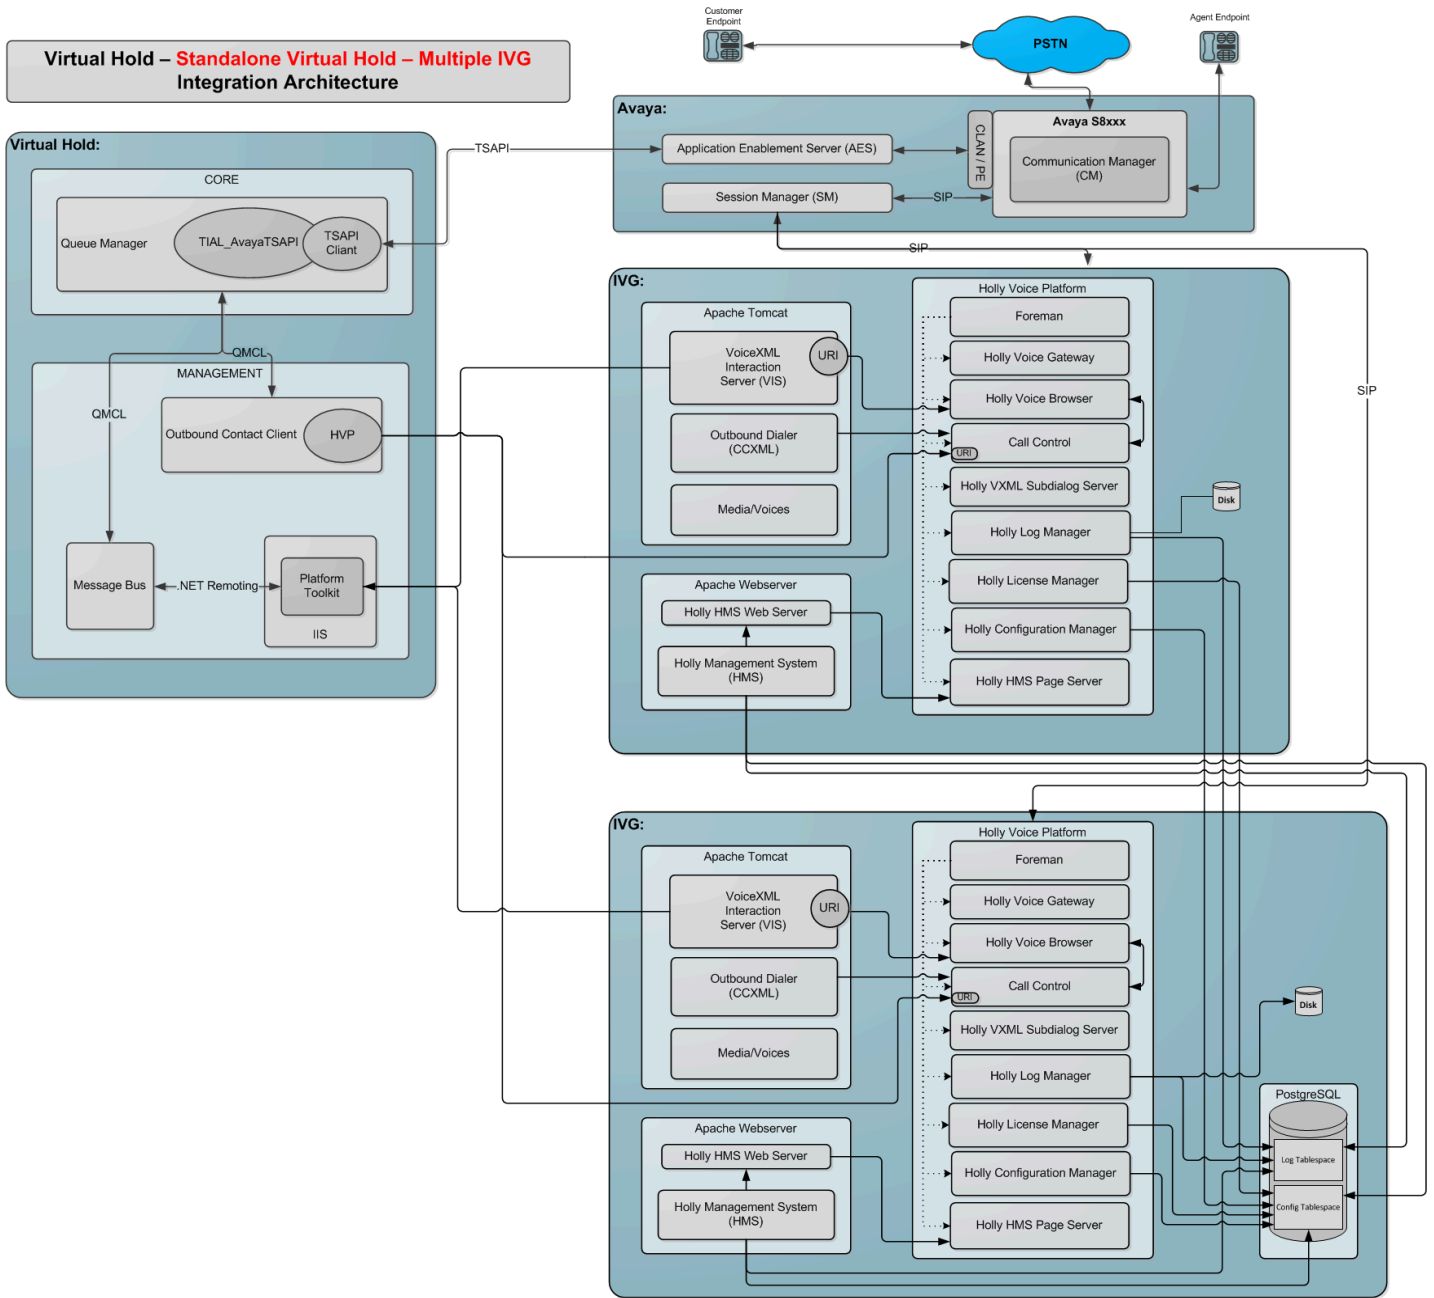 Customer
Endpoint
PSTN
Agent Endpoint
Virtual Hold – Standalone Virtual Hold – Multiple IVG
Integration Architecture
Avaya:
Application Enablement Server (AES)
Session Manager (SM)
CLAN / PE
Avaya S8xxx
Communication Manager
(CM)
SIP
TSAPI
Virtual Hold:
CORE
Queue Manager
TIAL_AvayaTSAPI
TSAPI
Client
QMCL
MANAGEMENT
QMCL
Outbound Contact Client
HVP
Message Bus
.NET Remoting
Platform
Toolkit
IIS
SIP
SIP
IVG:
Apache Tomcat
VoiceXML
Interaction
Server (VIS)
URI
Outbound Dialer
(CCXML)
Media/Voices
Apache Webserver
Holly HMS Web Server
Holly Management System
(HMS)
Holly Voice Platform
Foreman
Holly Voice Gateway
Holly Voice Browser
Call Control
URI
Holly VXML Subdialog Server
Holly Log Manager
Holly License Manager
Holly Configuration Manager
Holly HMS Page Server
Disk
IVG:
Apache Tomcat
VoiceXML
Interaction
Server (VIS)
URI
Outbound Dialer
(CCXML)
Media/Voices
Apache Webserver
Holly HMS Web Server
Holly Management System
(HMS)
Holly Voice Platform
Foreman
Holly Voice Gateway
Holly Voice Browser
Call Control
URI
Holly VXML Subdialog Server
Holly Log Manager
Holly License Manager
Holly Configuration Manager
Holly HMS Page Server
Disk
PostgreSQL
Log Tablespace
Config Tablespace